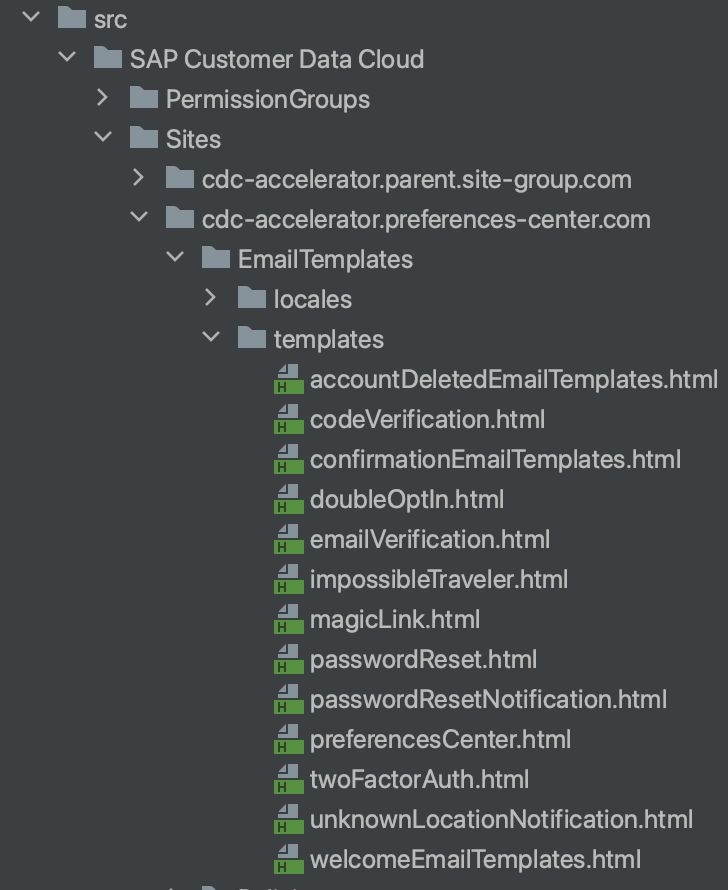 src
SAP Customer Data Cloud
PermissionGroups
Sites
cdc-accelerator.parent.site-group.com
cdc-accelerator.preferences-center.com
EmailTemplates
locales
templates
H accountDeletedEmailTemplates.html
H codeVerification.html
H confirmationEmailTemplates.html
H doubleOptIn.html
H emailVerification.html
H impossibleTraveler.html
H magicLink.html
H passwordReset.html
H passwordResetNotification.html
H preferencesCenter.html
H twoFactorAuth.html
H unknownLocationNotification.html
H welcomeEmailTemplates.html